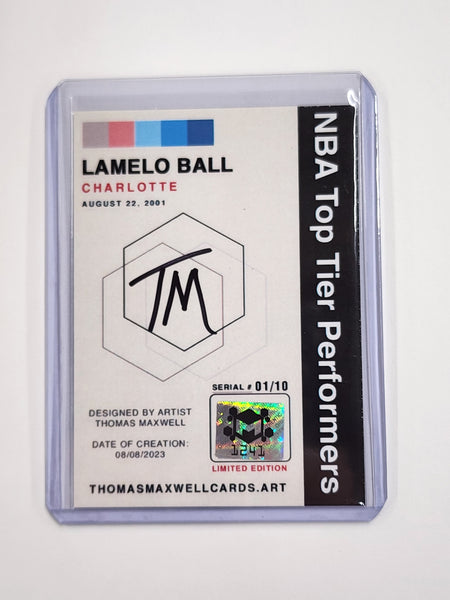 LAMELO BALL
CHARLOTTE
AUGUST 22, 2001
TM
SERIAL # 01/10
1241
LIMITED EDITION
DESIGNED BY ARTIST
THOMAS MAXWELL
DATE OF CREATION:
08/08/2023
THOMASMAXWELLCARDS.ART
NBA Top Tier Performers